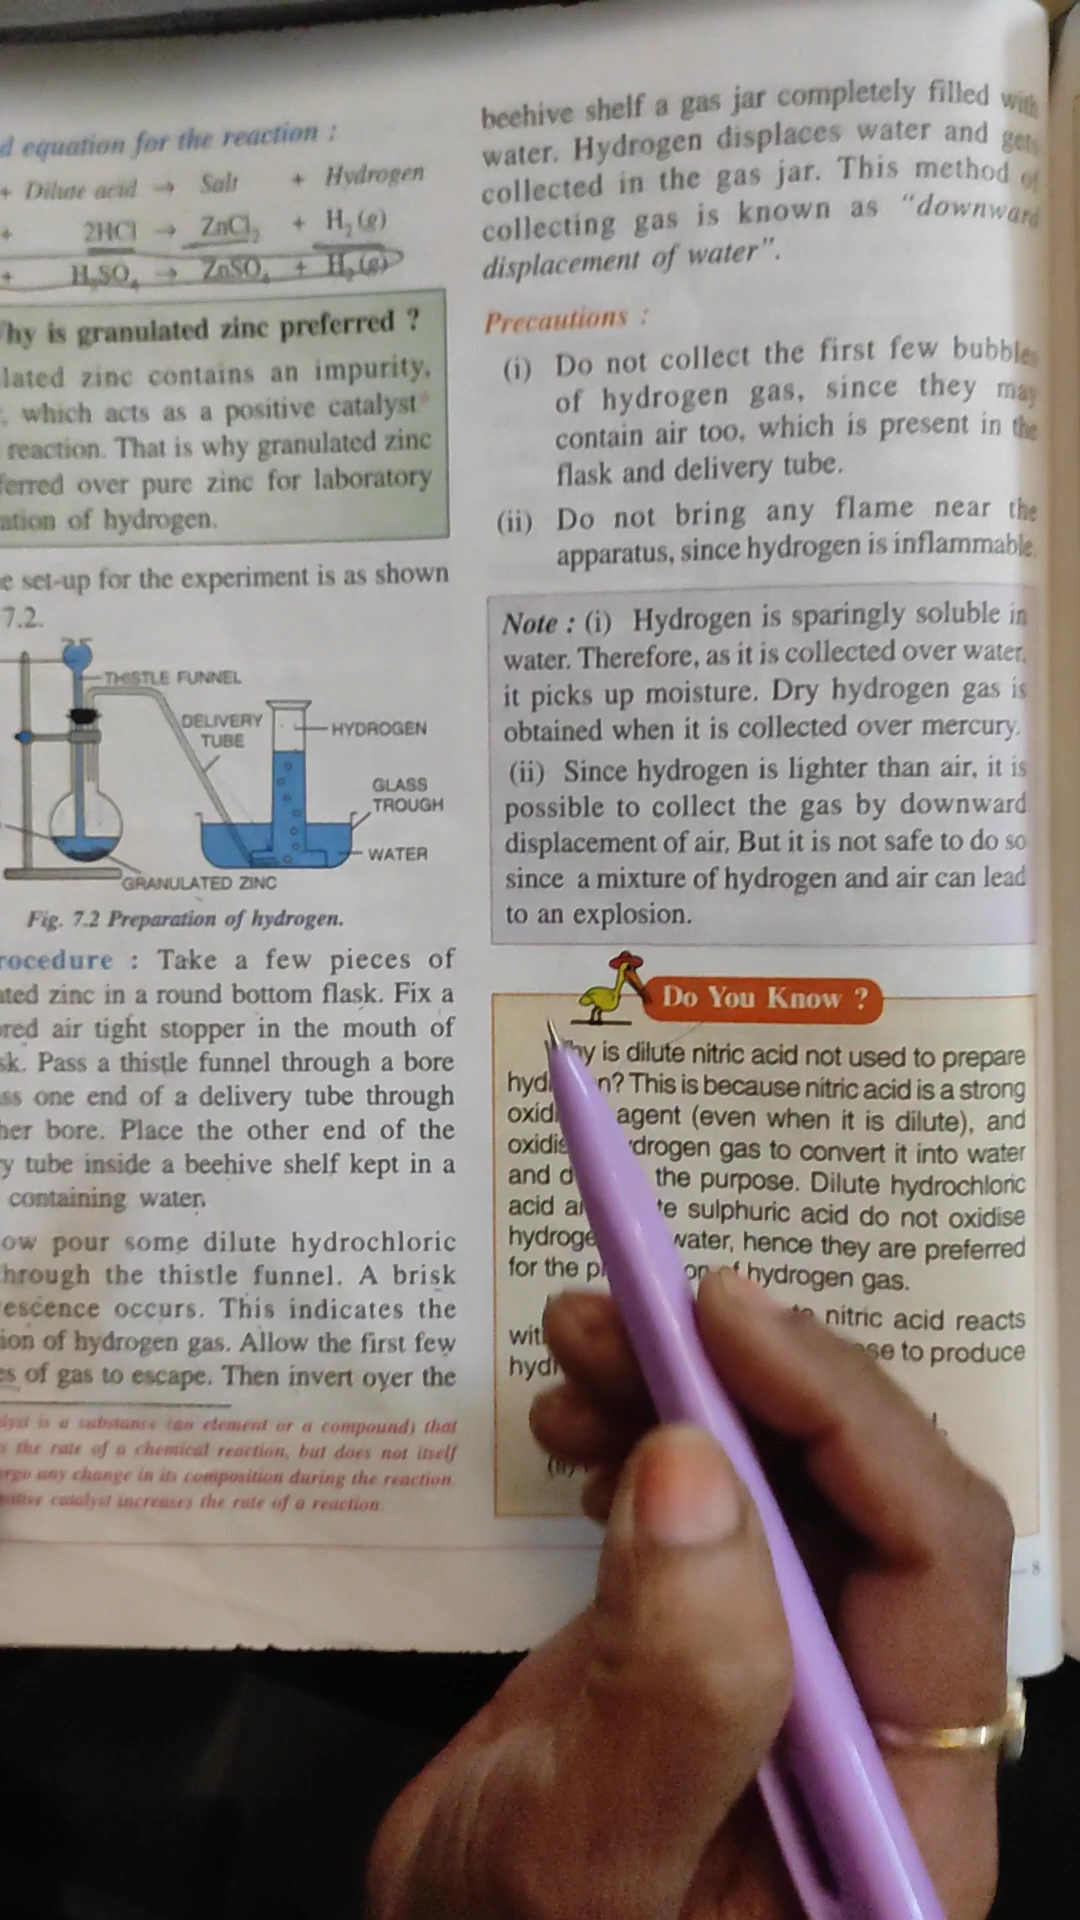 d equation for the reaction :
+ Dilute acid → Salt + Hydrogen
+ 2HCl → ZnCl₂ + H₂(g)
+ H₂SO₄ → ZnSO₄ + H₂(g)
hy is granulated zinc preferred ?
lated zinc contains an impurity,
, which acts as a positive catalyst*
reaction. That is why granulated zinc
ferred over pure zinc for laboratory
ation of hydrogen.
e set-up for the experiment is as shown
7.2.
THISTLE FUNNEL
DELIVERY
TUBE
HYDROGEN
GLASS
TROUGH
WATER
GRANULATED ZINC
Fig. 7.2 Preparation of hydrogen.
rocedure : Take a few pieces of
ated zinc in a round bottom flask. Fix a
ored air tight stopper in the mouth of
sk. Pass a thistle funnel through a bore
ss one end of a delivery tube through
her bore. Place the other end of the
y tube inside a beehive shelf kept in a
containing water.
ow pour some dilute hydrochloric
hrough the thistle funnel. A brisk
escence occurs. This indicates the
ion of hydrogen gas. Allow the first few
es of gas to escape. Then invert over the
lyst is a substance (an element or a compound) that
s the rate of a chemical reaction, but does not itself
ergo any change in its composition during the reaction.
sitive catalyst increases the rate of a reaction
beehive shelf a gas jar completely filled with
water. Hydrogen displaces water and gets
collected in the gas jar. This method of
collecting gas is known as “downward
displacement of water”.
Precautions :
(i) Do not collect the first few bubbles
of hydrogen gas, since they may
contain air too, which is present in the
flask and delivery tube.
(ii) Do not bring any flame near the
apparatus, since hydrogen is inflammable.
Note : (i) Hydrogen is sparingly soluble in
water. Therefore, as it is collected over water,
it picks up moisture. Dry hydrogen gas is
obtained when it is collected over mercury.
(ii) Since hydrogen is lighter than air, it is
possible to collect the gas by downward
displacement of air. But it is not safe to do so
since a mixture of hydrogen and air can lead
to an explosion.
Do You Know ?
Why is dilute nitric acid not used to prepare
hyd n? This is because nitric acid is a strong
oxid agent (even when it is dilute), and
oxidis drogen gas to convert it into water
and d the purpose. Dilute hydrochloric
acid a te sulphuric acid do not oxidise
hydroge water, hence they are preferred
for the p on of hydrogen gas.
nitric acid reacts
wit se to produce
hyd
(ii)
8